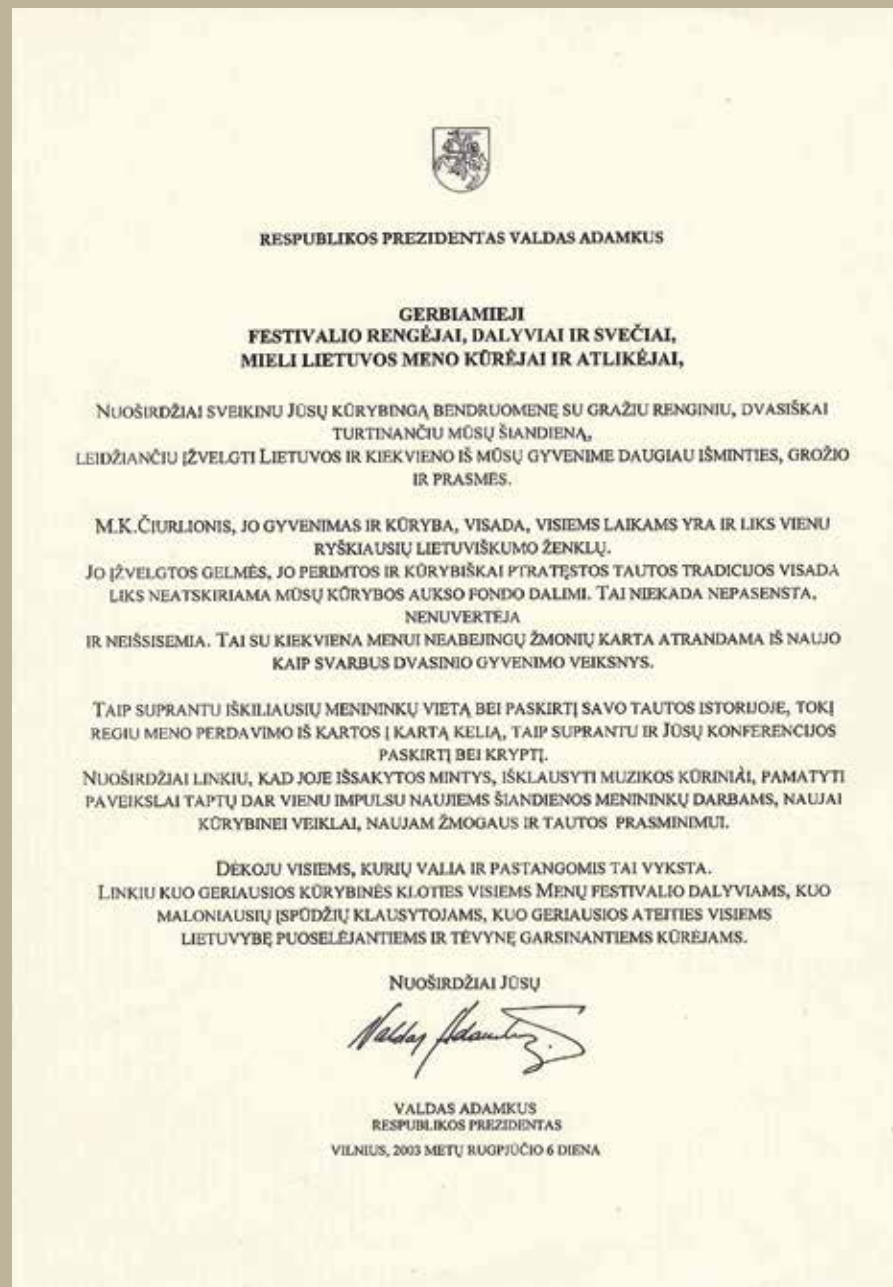 RESPUBLIKOS PREZIDENTAS VALDAS ADAMKUS
GERBIAMIEJI
FESTIVALIO RENGĖJAI, DALYVIAI IR SVEČIAI,
MIELI LIETUVOS MENO KŪRĖJAI IR ATLIKĖJAI,
NUOŠIRDŽIAI SVEIKINU JŪSŲ KŪRYBINGĄ BENDRUOMENĘ SU GRAŽIU RENGINIU, DVASIŠKAI
TURTINANČIU MŪSŲ ŠIANDIENĄ,
LEIDŽIANČIU ĮŽVELGTI LIETUVOS IR KIEKVIENO IŠ MŪSŲ GYVENIME DAUGIAU IŠMINTIES, GROŽIO
IR PRASMĖS.
M.K.ČIURLIONIS, JO GYVENIMAS IR KŪRYBA, VISADA, VISIEMS LAIKAMS YRA IR LIKS VIENU
RYŠKIAUSIŲ LIETUVIŠKUMO ŽENKLŲ.
JO ĮŽVELGTOS GELMĖS, JO PERIMTOS IR KŪRYBIŠKAI PTRATĘSTOS TAUTOS TRADICIJOS VISADA
LIKS NEATSKIRIAMA MŪSŲ KŪRYBOS AUKSO FONDO DALIMI. TAI NIEKADA NEPASENSTA,
NENUVERTĖJA
IR NEIŠSISEMIA. TAI SU KIEKVIENA MENUI NEABEJINGŲ ŽMONIŲ KARTA ATRANDAMA IŠ NAUJO
KAIP SVARBUS DVASINIO GYVENIMO VEIKSNYS.
TAIP SUPRANTU IŠKILIAUSIŲ MENININKŲ VIETĄ BEI PASKIRTĮ SAVO TAUTOS ISTORIJOJE, TOKĮ
REGIU MENO PERDAVIMO IŠ KARTOS Į KARTĄ KELIĄ, TAIP SUPRANTU IR JŪSŲ KONFERENCIJOS
PASKIRTĮ BEI KRYPTĮ.
NUOŠIRDŽIAI LINKIU, KAD JOJE IŠSAKYTOS MINTYS, IŠKLAUSYTI MUZIKOS KŪRINIAI, PAMATYTI
PAVEIKSLAI TAPTŲ DAR VIENU IMPULSU NAUJIEMS ŠIANDIENOS MENININKŲ DARBAMS, NAUJAI
KŪRYBINEI VEIKLAI, NAUJAM ŽMOGAUS IR TAUTOS PRASMINIMUI.
DĖKOJU VISIEMS, KURIŲ VALIA IR PASTANGOMIS TAI VYKSTA.
LINKIU KUO GERIAUSIOS KŪRYBINĖS KLOTIES VISIEMS MENŲ FESTIVALIO DALYVIAMS, KUO
MALONIAUSIŲ ĮSPŪDŽIŲ KLAUSYTOJAMS, KUO GERIAUSIOS ATEITIES VISIEMS
LIETUVYBĘ PUOSELĖJANTIEMS IR TĖVYNĘ GARSINANTIEMS KŪRĖJAMS.
NUOŠIRDŽIAI JŪSŲ
Valdas Adamkus
VALDAS ADAMKUS
RESPUBLIKOS PREZIDENTAS
VILNIUS, 2003 METŲ RUGPJŪČIO 6 DIENA